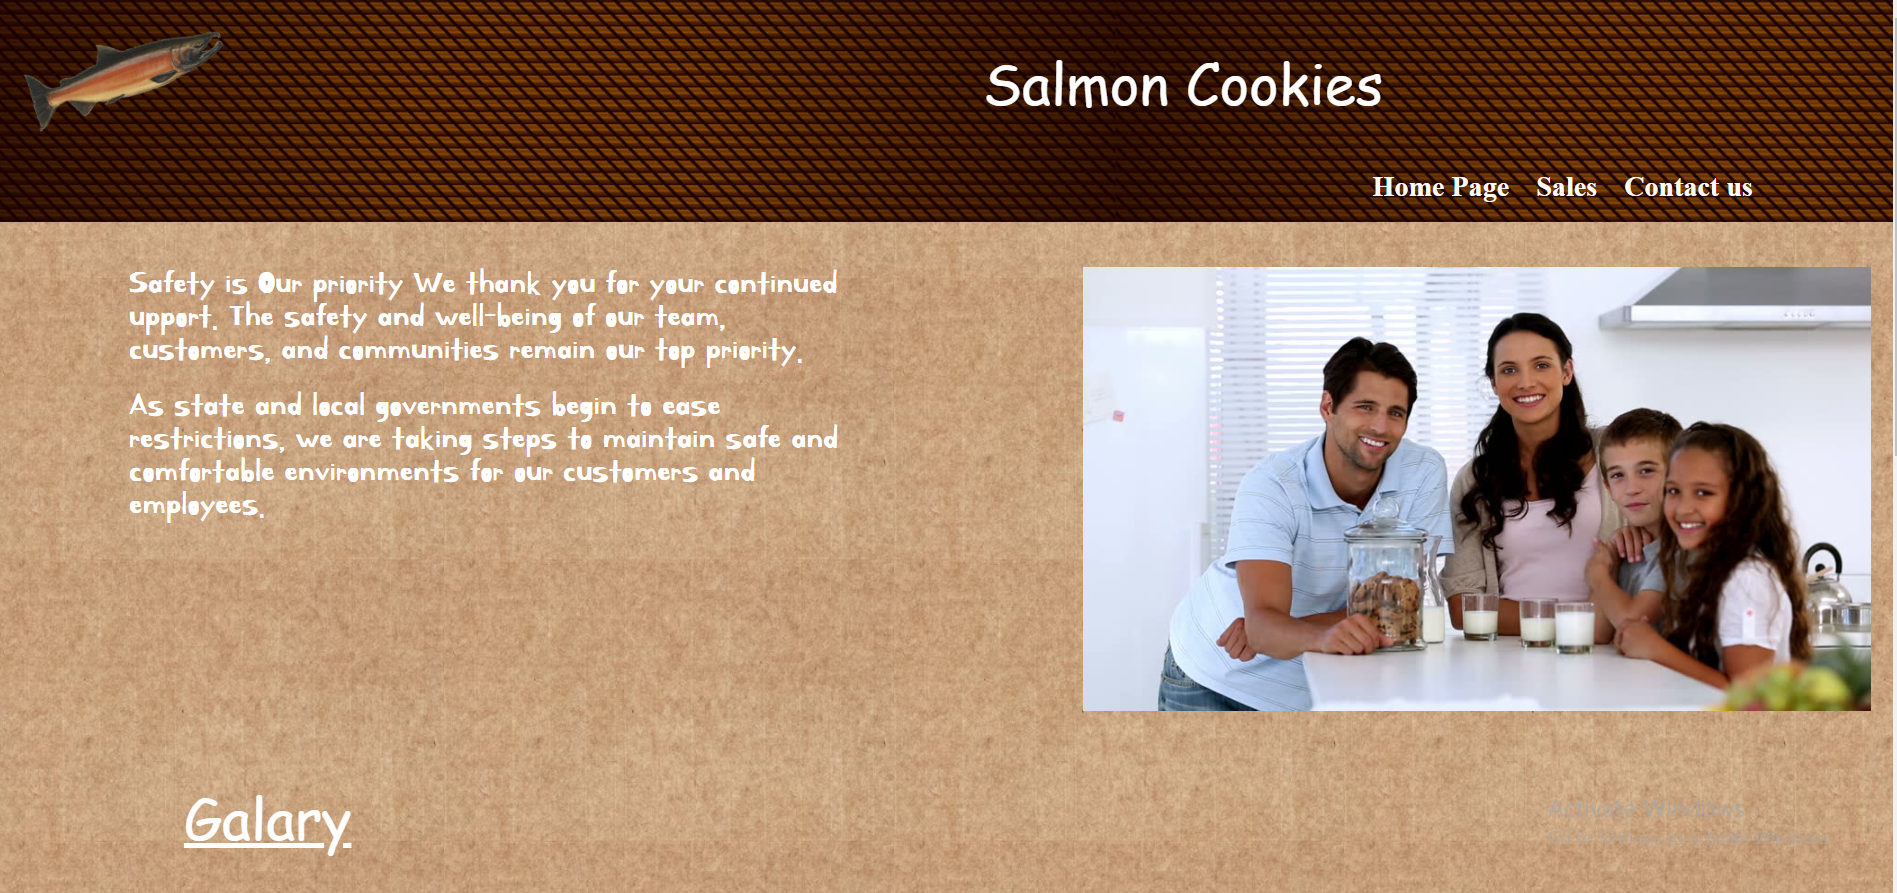 Salmon Cookies
Home Page Sales Contact us
Safety is Our priority We thank you for your continued
upport. The safety and well-being of our team,
customers, and communities remain our top priority.
As state and local governments begin to ease
restrictions, we are taking steps to maintain safe and
comfortable environments for our customers and
employees.
Galary
Activate Windows